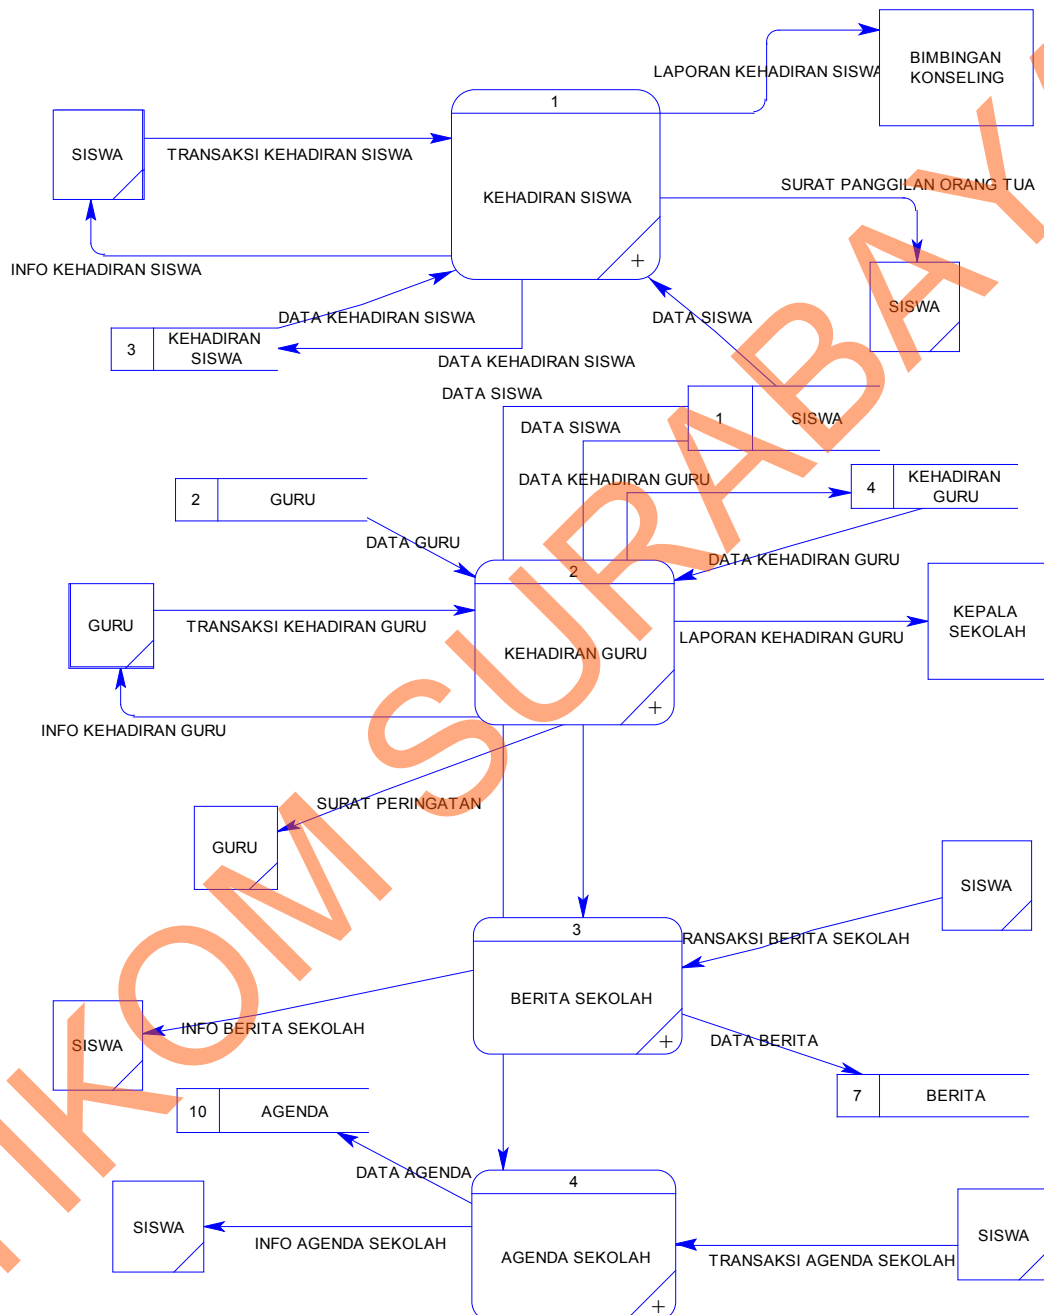 BIMBINGAN
KONSELING
LAPORAN KEHADIRAN SISWA
1
SISWA
TRANSAKSI KEHADIRAN SISWA
KEHADIRAN SISWA
SURAT PANGGILAN ORANG TUA
INFO KEHADIRAN SISWA
+
SISWA
DATA KEHADIRAN SISWA
DATA SISWA
3
KEHADIRAN
SISWA
DATA KEHADIRAN SISWA
DATA SISWA
1
SISWA
DATA SISWA
DATA KEHADIRAN GURU
4
KEHADIRAN
GURU
2
GURU
DATA GURU
DATA KEHADIRAN GURU
2
GURU
TRANSAKSI KEHADIRAN GURU
KEHADIRAN GURU
LAPORAN KEHADIRAN GURU
KEPALA
SEKOLAH
+
INFO KEHADIRAN GURU
SURAT PERINGATAN
GURU
SISWA
3
RANSAKSI BERITA SEKOLAH
BERITA SEKOLAH
INFO BERITA SEKOLAH
SISWA
+
DATA BERITA
7
BERITA
10
AGENDA
DATA AGENDA
4
SISWA
INFO AGENDA SEKOLAH
AGENDA SEKOLAH
TRANSAKSI AGENDA SEKOLAH
SISWA
+
IKOM SURABAY